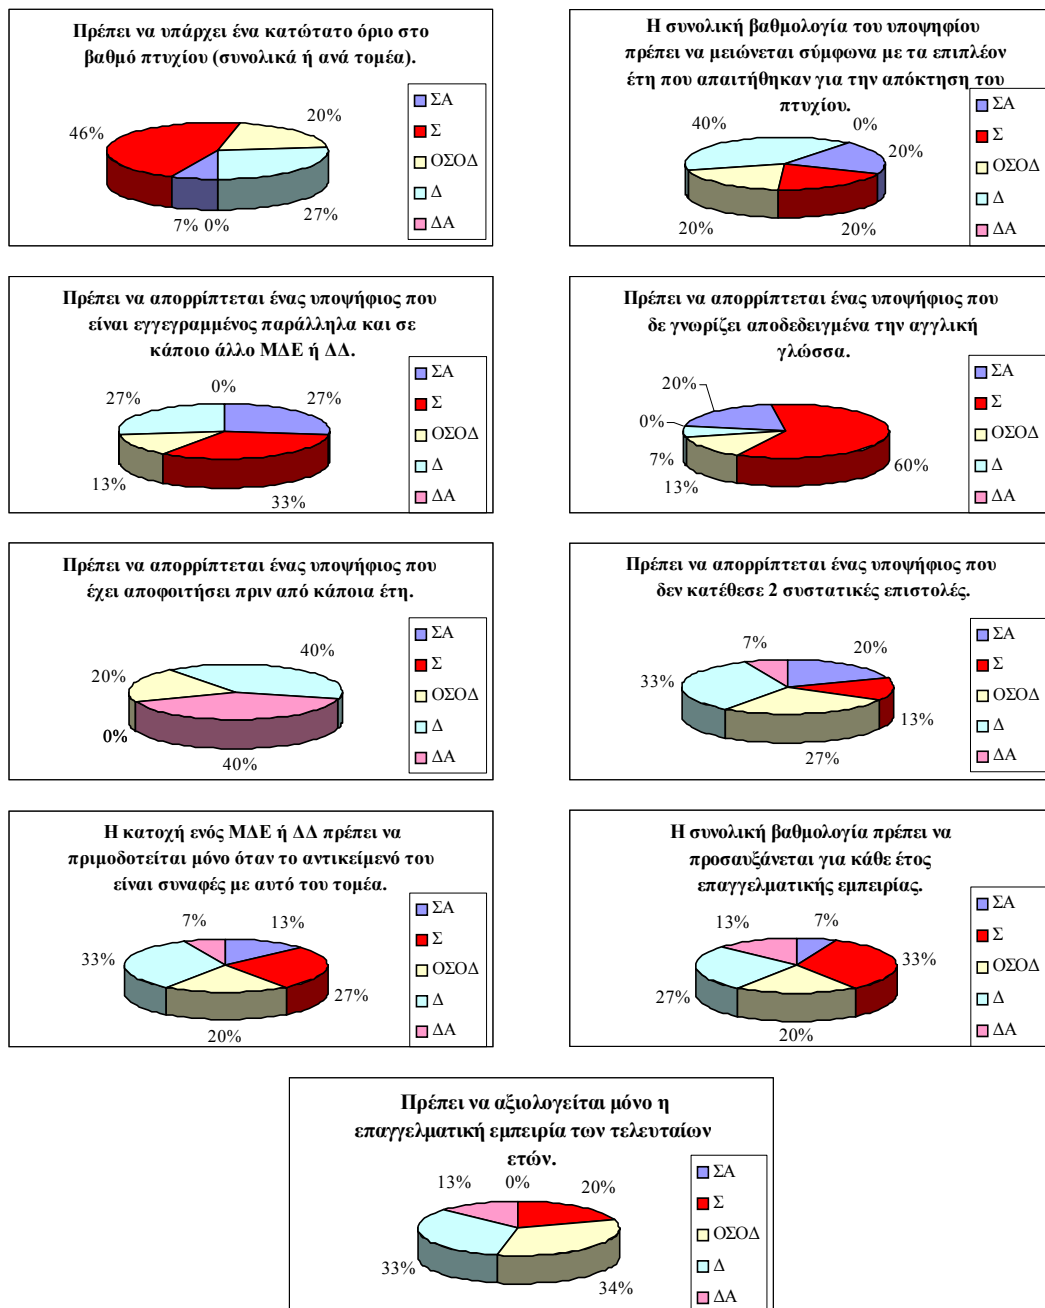 Πρέπει να υπάρχει ένα κατώτατο όριο στο
βαθμό πτυχίου (συνολικά ή ανά τομέα).
46%
20%
7%
0%
27%
ΣΑ
Σ
ΟΣΟΔ
Δ
ΔΑ
Η συνολική βαθμολογία του υποψηφίου
πρέπει να μειώνεται σύμφωνα με τα επιπλέον
έτη που απαιτήθηκαν για την απόκτηση του
πτυχίου.
40%
0%
20%
20%
20%
ΣΑ
Σ
ΟΣΟΔ
Δ
ΔΑ
Πρέπει να απορρίπτεται ένας υποψήφιος που
είναι εγγεγραμμένος παράλληλα και σε
κάποιο άλλο ΜΔΕ ή ΔΔ.
27%
0%
27%
13%
33%
ΣΑ
Σ
ΟΣΟΔ
Δ
ΔΑ
Πρέπει να απορρίπτεται ένας υποψήφιος που
δε γνωρίζει αποδεδειγμένα την αγγλική
γλώσσα.
20%
0%
7%
13%
60%
ΣΑ
Σ
ΟΣΟΔ
Δ
ΔΑ
Πρέπει να απορρίπτεται ένας υποψήφιος που
έχει αποφοιτήσει πριν από κάποια έτη.
20%
40%
0%
40%
ΣΑ
Σ
ΟΣΟΔ
Δ
ΔΑ
Πρέπει να απορρίπτεται ένας υποψήφιος που
δεν κατέθεσε 2 συστατικές επιστολές.
7%
20%
33%
13%
27%
ΣΑ
Σ
ΟΣΟΔ
Δ
ΔΑ
Η κατοχή ενός ΜΔΕ ή ΔΔ πρέπει να
πριμοδοτείται μόνο όταν το αντικείμενό του
είναι συναφές με αυτό του τομέα.
7%
13%
33%
27%
20%
ΣΑ
Σ
ΟΣΟΔ
Δ
ΔΑ
Η συνολική βαθμολογία πρέπει να
προσαυξάνεται για κάθε έτος
επαγγελματικής εμπειρίας.
13%
7%
33%
27%
20%
ΣΑ
Σ
ΟΣΟΔ
Δ
ΔΑ
Πρέπει να αξιολογείται μόνο η
επαγγελματική εμπειρία των τελευταίων
ετών.
13%
0%
20%
33%
34%
ΣΑ
Σ
ΟΣΟΔ
Δ
ΔΑ